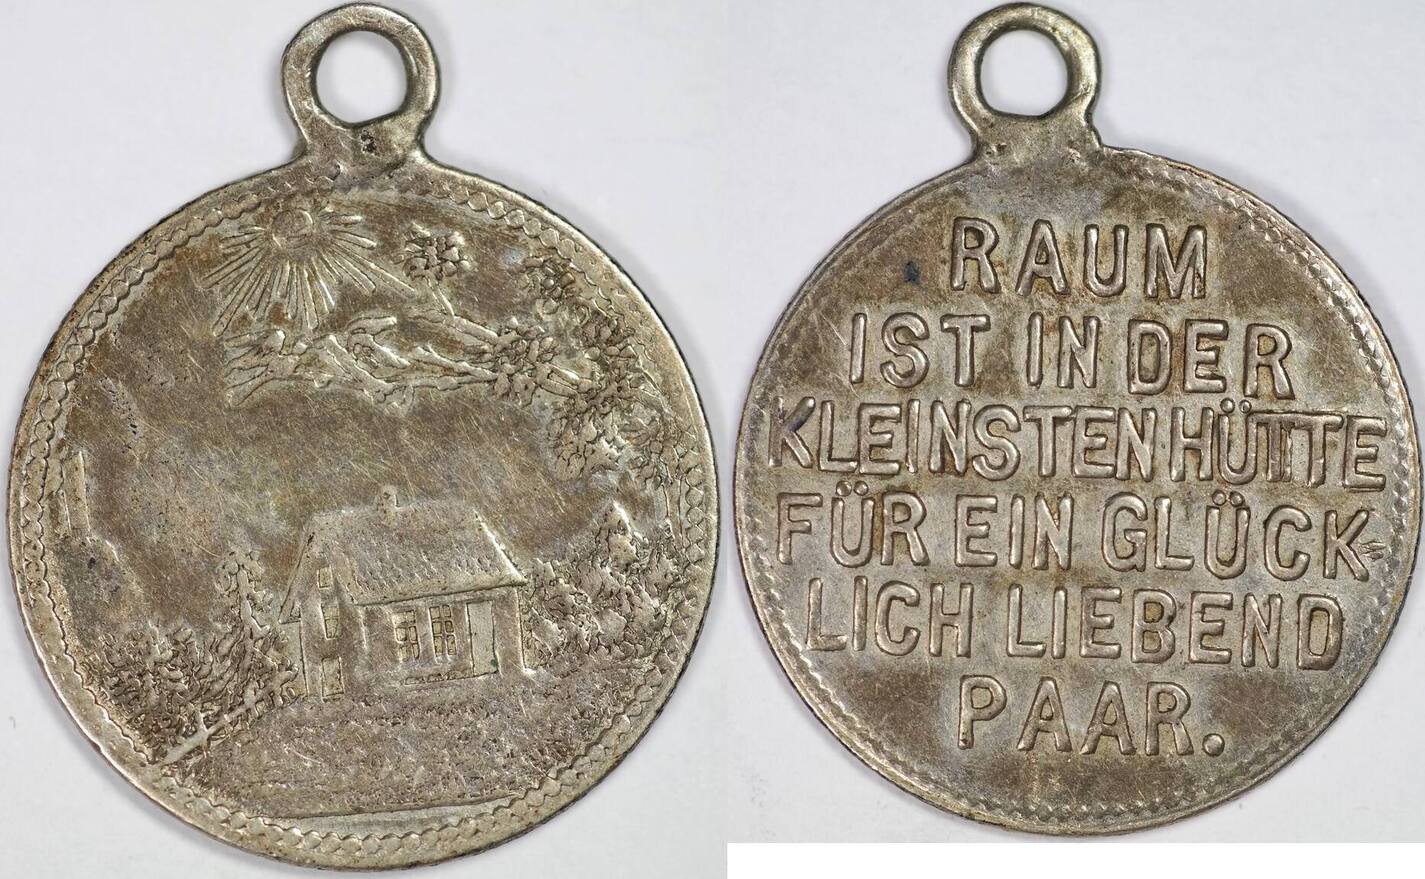 RAUM
IST IN DER
KLEINSTEN HÜTTE
FÜR EIN GLÜCK-
LICH LIEBEND
PAAR.